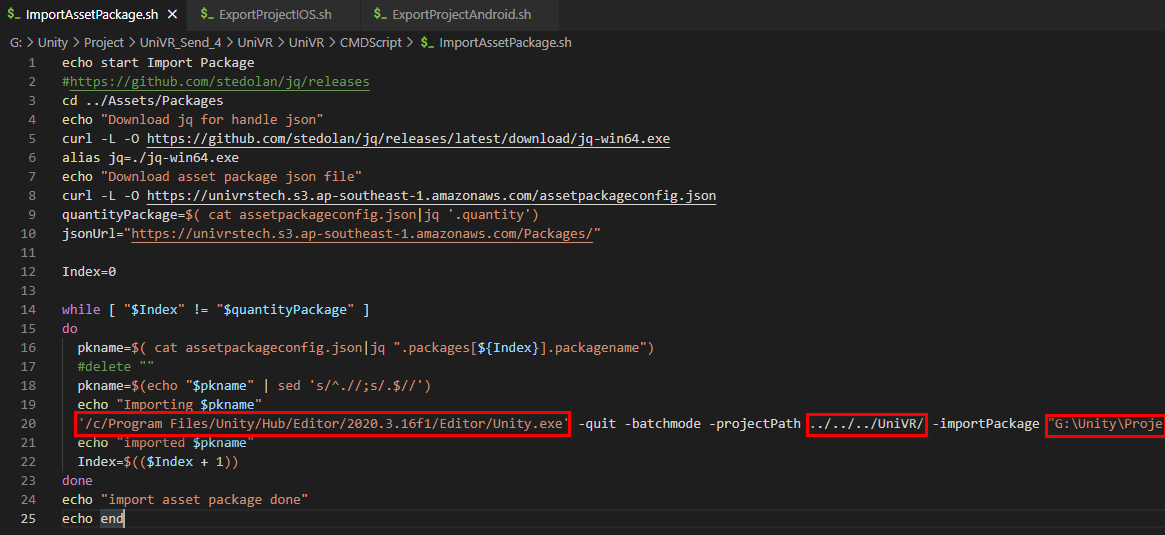 $_ ImportAssetPackage.sh × $_ ExportProjectIOS.sh $_ ExportProjectAndroid.sh
G: > Unity > Project > UniVR_Send_4 > UniVR > UniVR > CMDScript > $_ ImportAssetPackage.sh
1 echo start Import Package
2 #https://github.com/stedolan/jq/releases
3 cd ../Assets/Packages
4 echo "Download jq for handle json"
5 curl -L -O https://github.com/stedolan/jq/releases/latest/download/jq-win64.exe
6 alias jq=./jq-win64.exe
7 echo "Download asset package json file"
8 curl -L -O https://univrstech.s3.ap-southeast-1.amazonaws.com/assetpackageconfig.json
9 quantityPackage=$( cat assetpackageconfig.json|jq '.quantity')
10 jsonUrl="https://univrstech.s3.ap-southeast-1.amazonaws.com/Packages/"
11
12 Index=0
13
14 while [ "$Index" != "$quantityPackage" ]
15 do
16 pkname=$( cat assetpackageconfig.json|jq ".packages[${Index}].packagename")
17 #delete ""
18 pkname=$(echo "$pkname" | sed 's/^.//;s/.$//')
19 echo "Importing $pkname"
20 '/c/Program Files/Unity/Hub/Editor/2020.3.16f1/Editor/Unity.exe' -quit -batchmode -projectPath ../../../UniVR/ -importPackage "G:\Unity\Proje
21 echo "imported $pkname"
22 Index=$(($Index + 1))
23 done
24 echo "import asset package done"
25 echo end